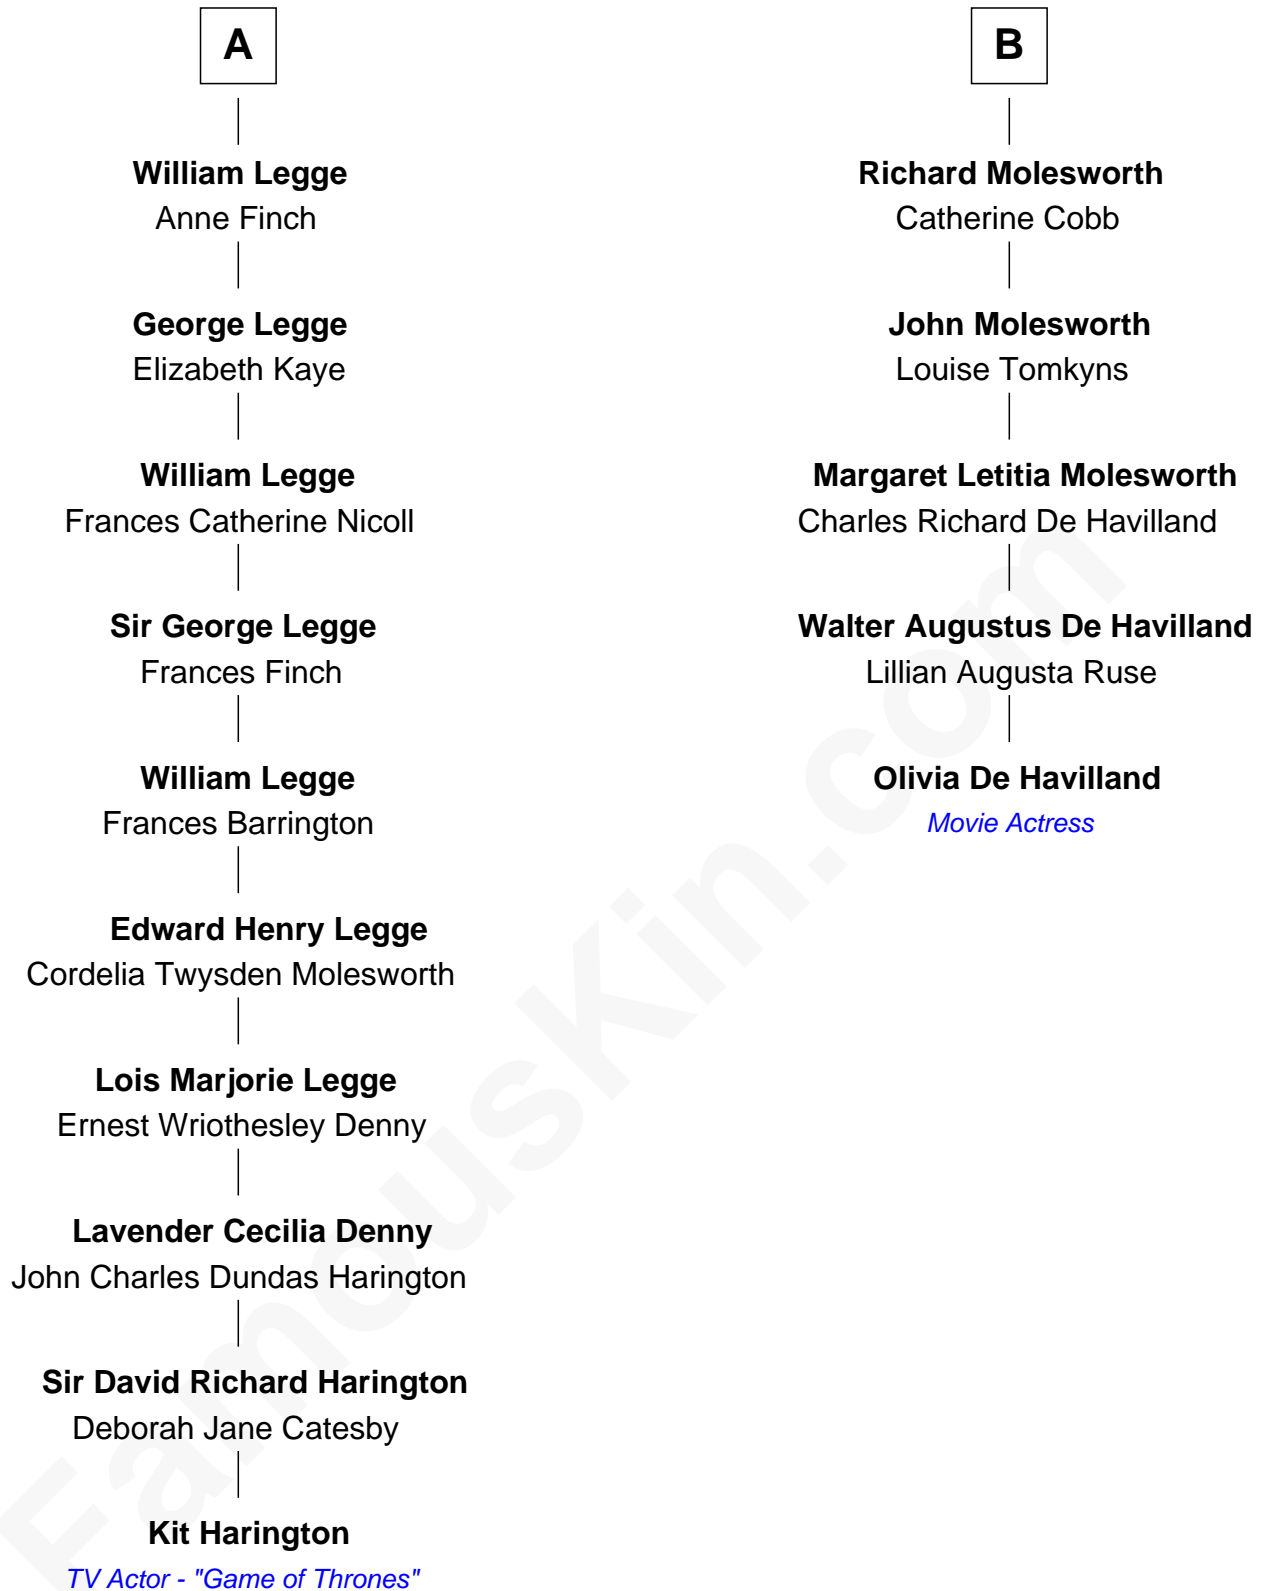 A
William Legge
Anne Finch
George Legge
Elizabeth Kaye
William Legge
Frances Catherine Nicoll
Sir George Legge
Frances Finch
William Legge
Frances Barrington
Edward Henry Legge
Cordelia Twysden Molesworth
Lois Marjorie Legge
Ernest Wriothesley Denny
Lavender Cecilia Denny
John Charles Dundas Harington
Sir David Richard Harington
Deborah Jane Catesby
Kit Harington
TV Actor - "Game of Thrones"
B
Richard Molesworth
Catherine Cobb
John Molesworth
Louise Tomkyns
Margaret Letitia Molesworth
Charles Richard De Havilland
Walter Augustus De Havilland
Lillian Augusta Ruse
Olivia De Havilland
Movie Actress
FamousKin.com